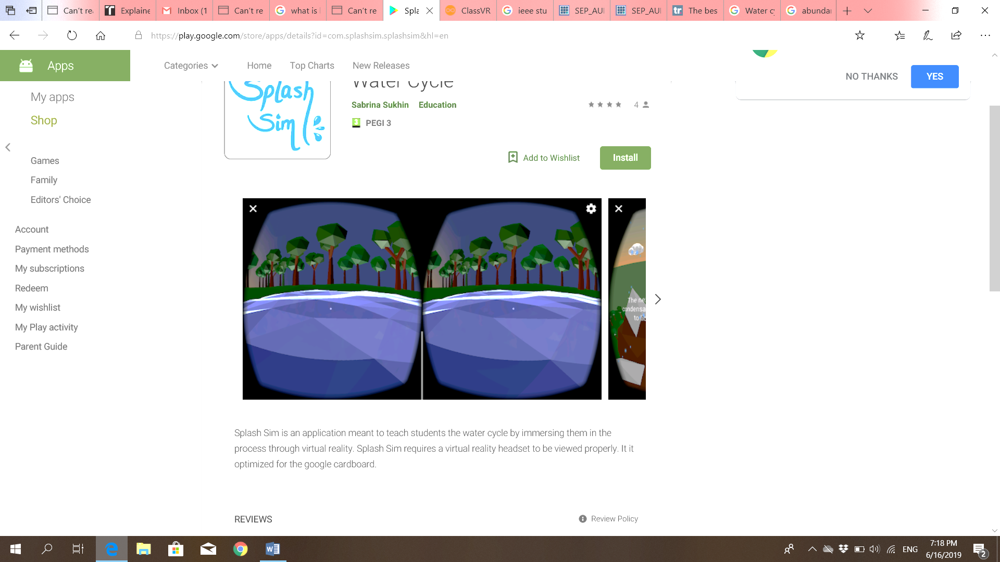 Can't re
Explaine
Inbox (1
Can't re
what is
Can't re
Spla
ClassVR
ieee stu
SEP_AU
SEP_AU
The bes
Water c
abunda
https://play.google.com/store/apps/details?id=com.splashsim.splashsim&hl=en
Apps
Categories
Home
Top Charts
New Releases
NO THANKS
YES
My apps
Shop
Games
Family
Editors' Choice
Account
Payment methods
My subscriptions
Redeem
My wishlist
My Play activity
Parent Guide
Splash
Sim
Water Cycle
Sabrina Sukhin Education
4
PEGI 3
Add to Wishlist
Install
The ne
condensa
to
Splash Sim is an application meant to teach students the water cycle by immersing them in the
process through virtual reality. Splash Sim requires a virtual reality headset to be viewed properly. It it
optimized for the google cardboard.
REVIEWS
Review Policy
ENG
7:18 PM
6/16/2019
2